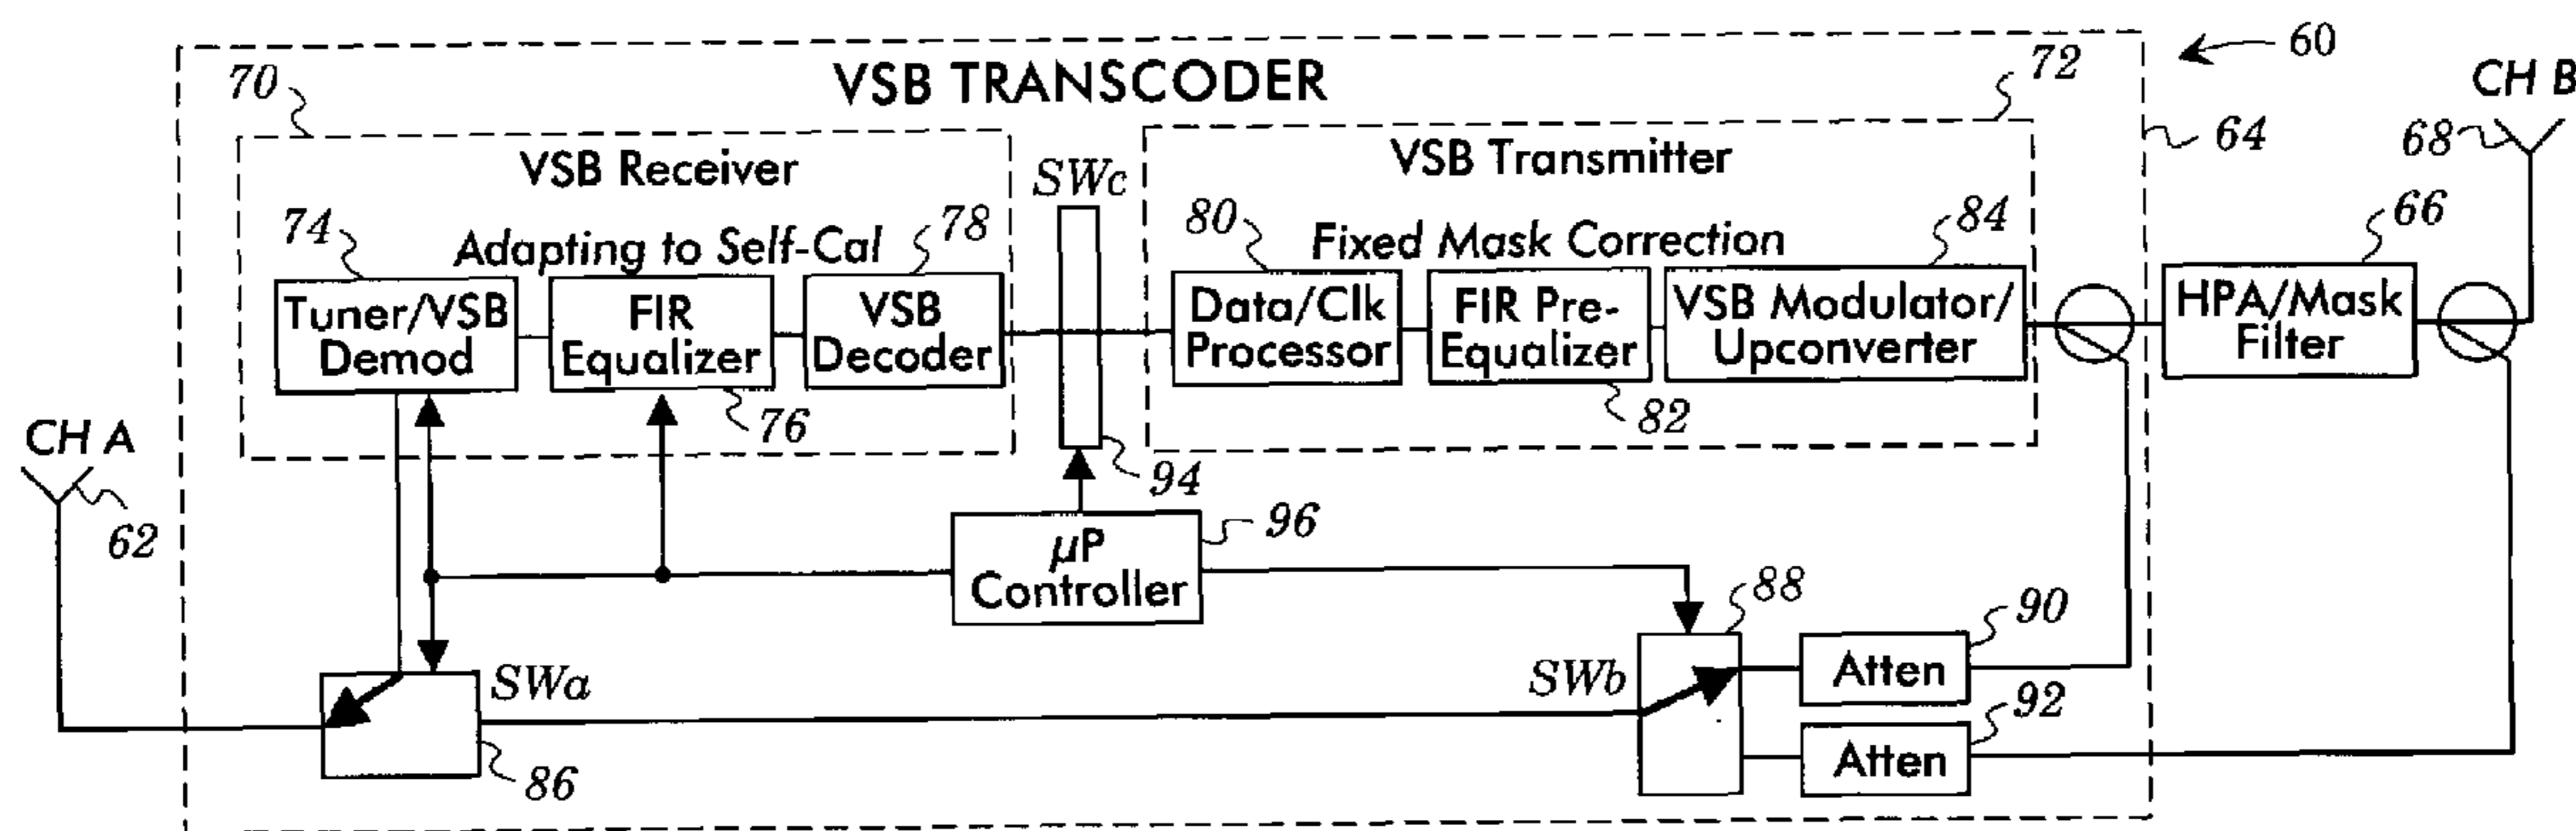 60
VSB TRANSCODER
72
CH B
70
64
68
VSB Receiver
SWc
VSB Transmitter
66
74
Adapting to Self-Cal
78
80
Fixed Mask Correction
84
Tuner/VSB
Demod
FIR
Equalizer
VSB
Decoder
Data/Clk
Processor
FIR Pre-
Equalizer
VSB Modulator/
Upconverter
HPA/Mask
Filter
76
82
CH A
94
62
µP
Controller
96
88
90
SWa
SWb
Atten
92
86
Atten